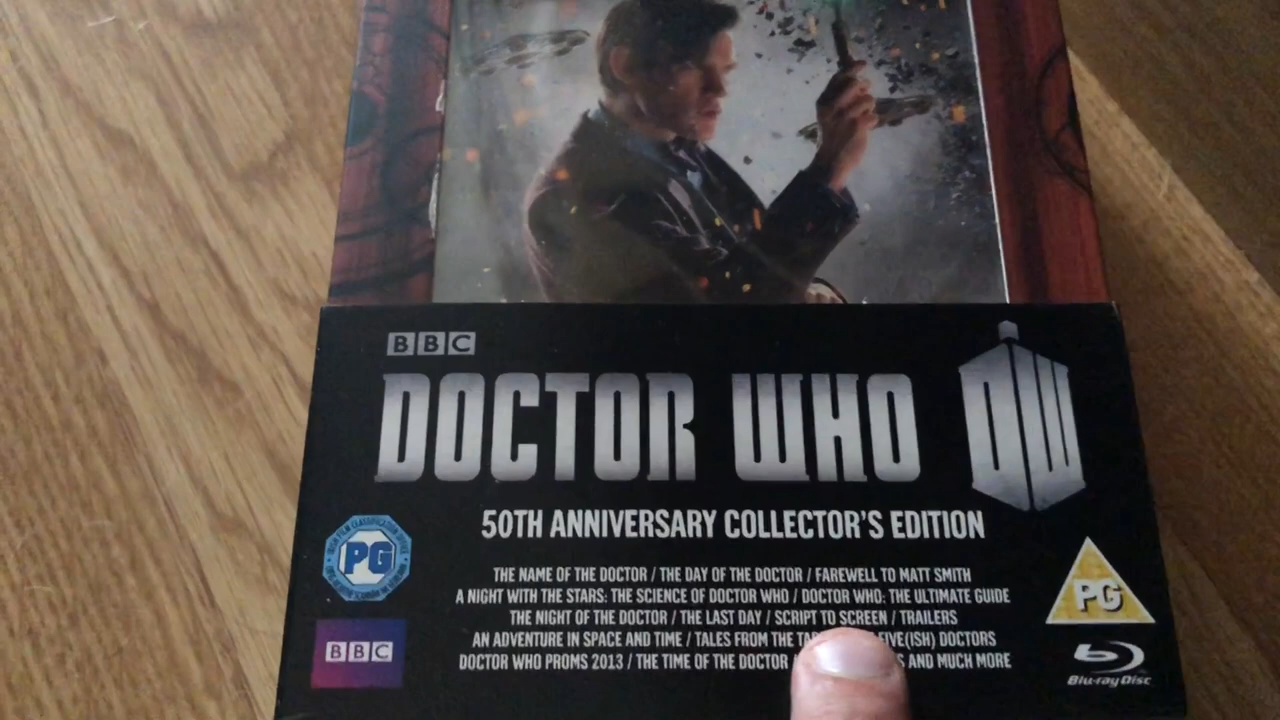 BBC
DOCTOR WHO DW
50TH ANNIVERSARY COLLECTOR'S EDITION
PG
THE NAME OF THE DOCTOR / THE DAY OF THE DOCTOR / FAREWELL TO MATT SMITH
A NIGHT WITH THE STARS: THE SCIENCE OF DOCTOR WHO / DOCTOR WHO: THE ULTIMATE GUIDE
THE NIGHT OF THE DOCTOR / THE LAST DAY / SCRIPT TO SCREEN / TRAILERS
AN ADVENTURE IN SPACE AND TIME / TALES FROM THE FIVE(ISH) DOCTORS
DOCTOR WHO PROMS 2013 / THE TIME OF THE DOCTOR AND MUCH MORE
PG
BBC
Blu-ray Disc